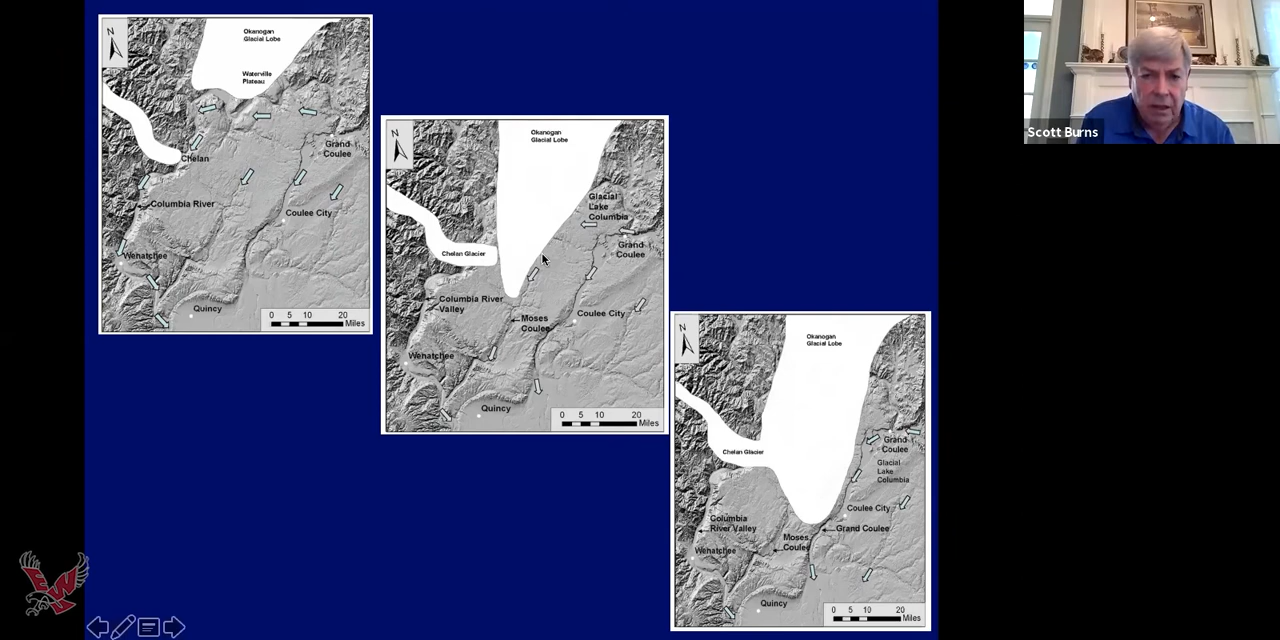 N
Okanogan
Glacial Lobe
Waterville
Plateau
Chelan
Grand
Coulee
Columbia River
Coulee City
Wenatchee
Quincy
0 5 10 20
Miles
N
Okanogan
Glacial Lobe
Glacial
Lake
Columbia
Grand
Coulee
Chelan Glacier
Columbia River
Valley
Moses
Coulee
Coulee City
Wenatchee
Quincy
0 5 10 20
Miles
N
Okanogan
Glacial Lobe
Grand
Coulee
Glacial
Lake
Columbia
Chelan Glacier
Coulee City
Columbia
River Valley
Grand Coulee
Moses
Coulee
Wenatchee
Quincy
0 5 10 20
Miles
Scott Burns